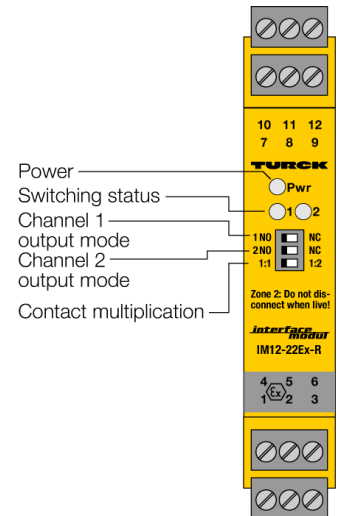 10 11 12
7 8 9
TURCK
Power
Pwr
Switching status
1 2
Channel 1
output mode
1 NO NC
Channel 2
output mode
2 NO NC
Contact multiplication
1:1 1:2
Zone 2: Do not dis-
connect when live!
interface
modul
IM12-22Ex-R
4 5 6
Ex
1 2 3